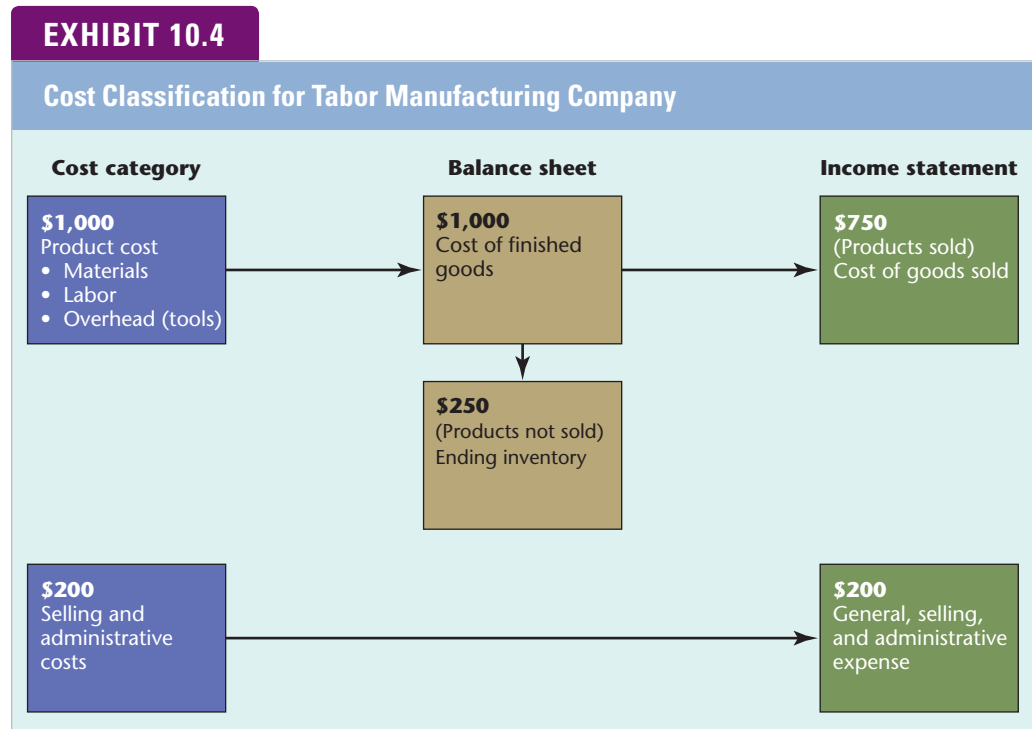 EXHIBIT 10.4
Cost Classification for Tabor Manufacturing Company
Cost category
Balance sheet
Income statement
$1,000
Product cost
• Materials
• Labor
• Overhead (tools)
$1,000
Cost of finished
goods
$750
(Products sold)
Cost of goods sold
$250
(Products not sold)
Ending inventory
$200
Selling and
administrative
costs
$200
General, selling,
and administrative
expense